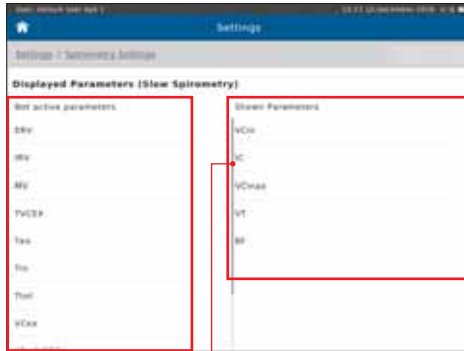 Settings
Settings / Spirometry Settings
Displayed Parameters (Slow Spirometry)
Not active parameters
Shown Parameters
ERV
VCin
IRV
IC
MV
VCmax
TVCEX
VT
Tex
BF
Tin
Ttot
VCex